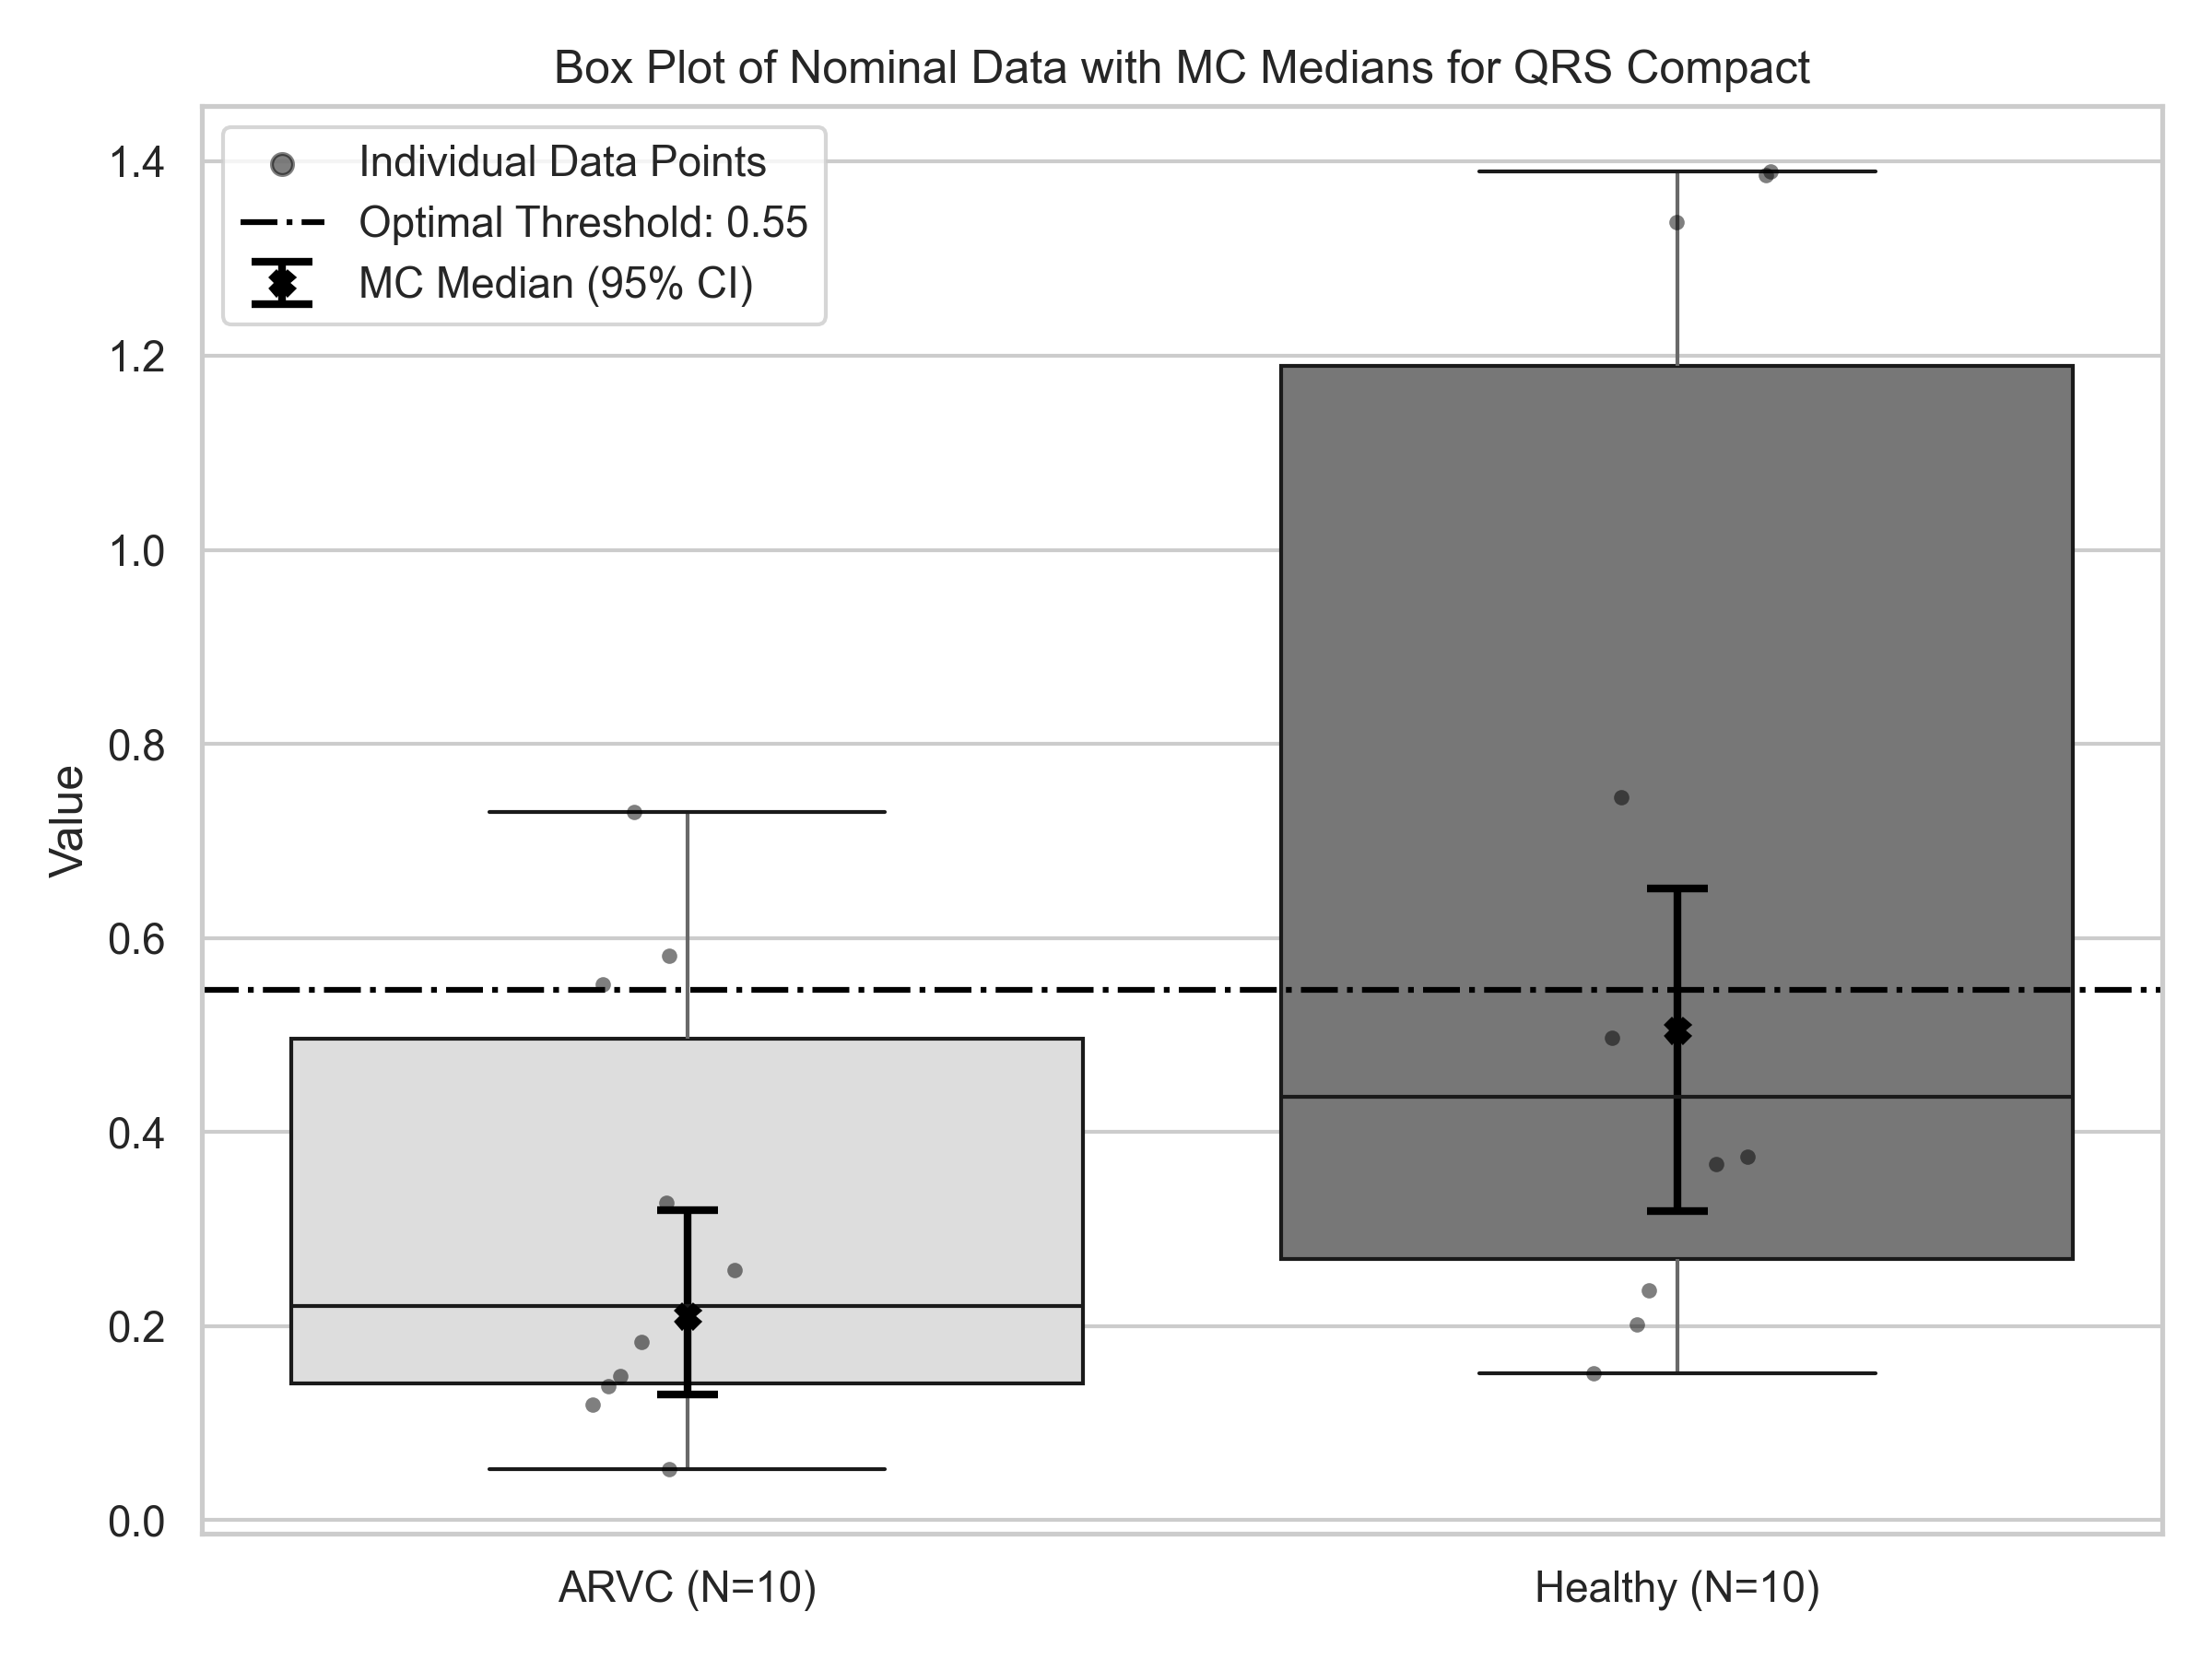 Box Plot of Nominal Data with MC Medians for QRS Compact
Individual Data Points
Optimal Threshold: 0.55
MC Median (95% CI)
1.4
1.2
1.0
0.8
0.6
0.4
0.2
0.0
Value
ARVC (N=10)
Healthy (N=10)